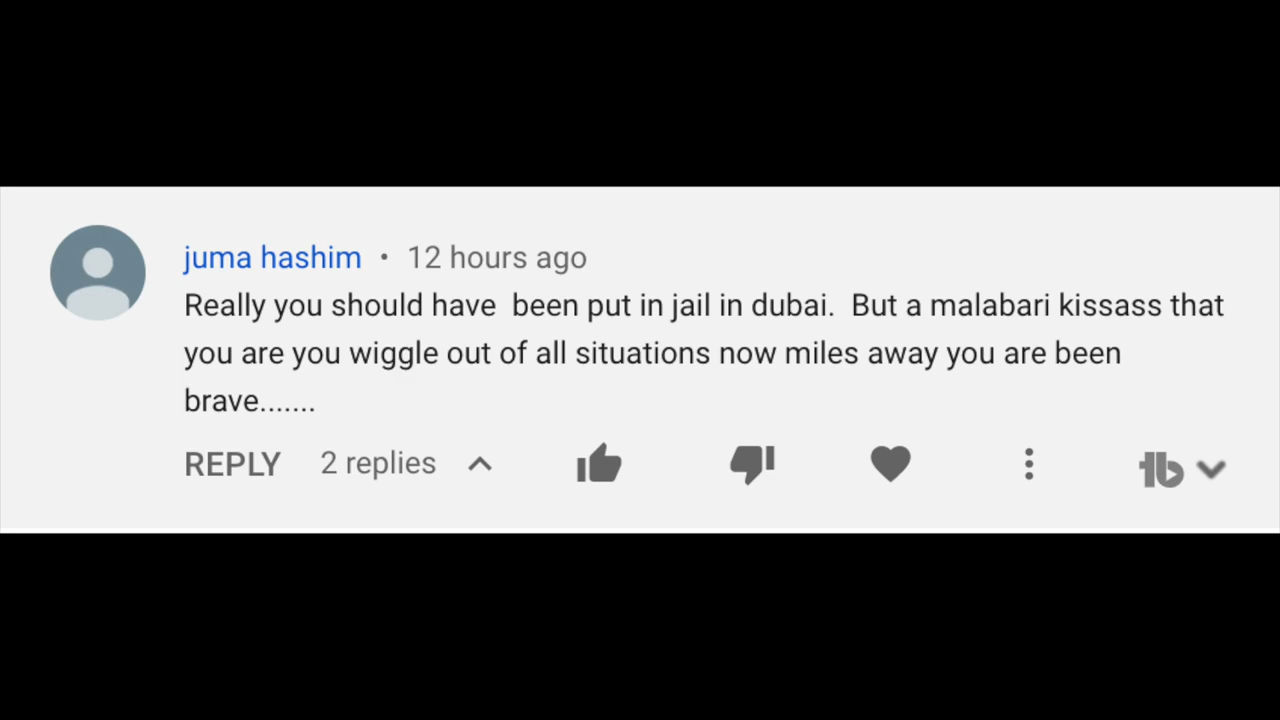 juma hashim • 12 hours ago
Really you should have  been put in jail in dubai.  But a malabari kissass that
you are you wiggle out of all situations now miles away you are been
brave.......
REPLY 2 replies
tb